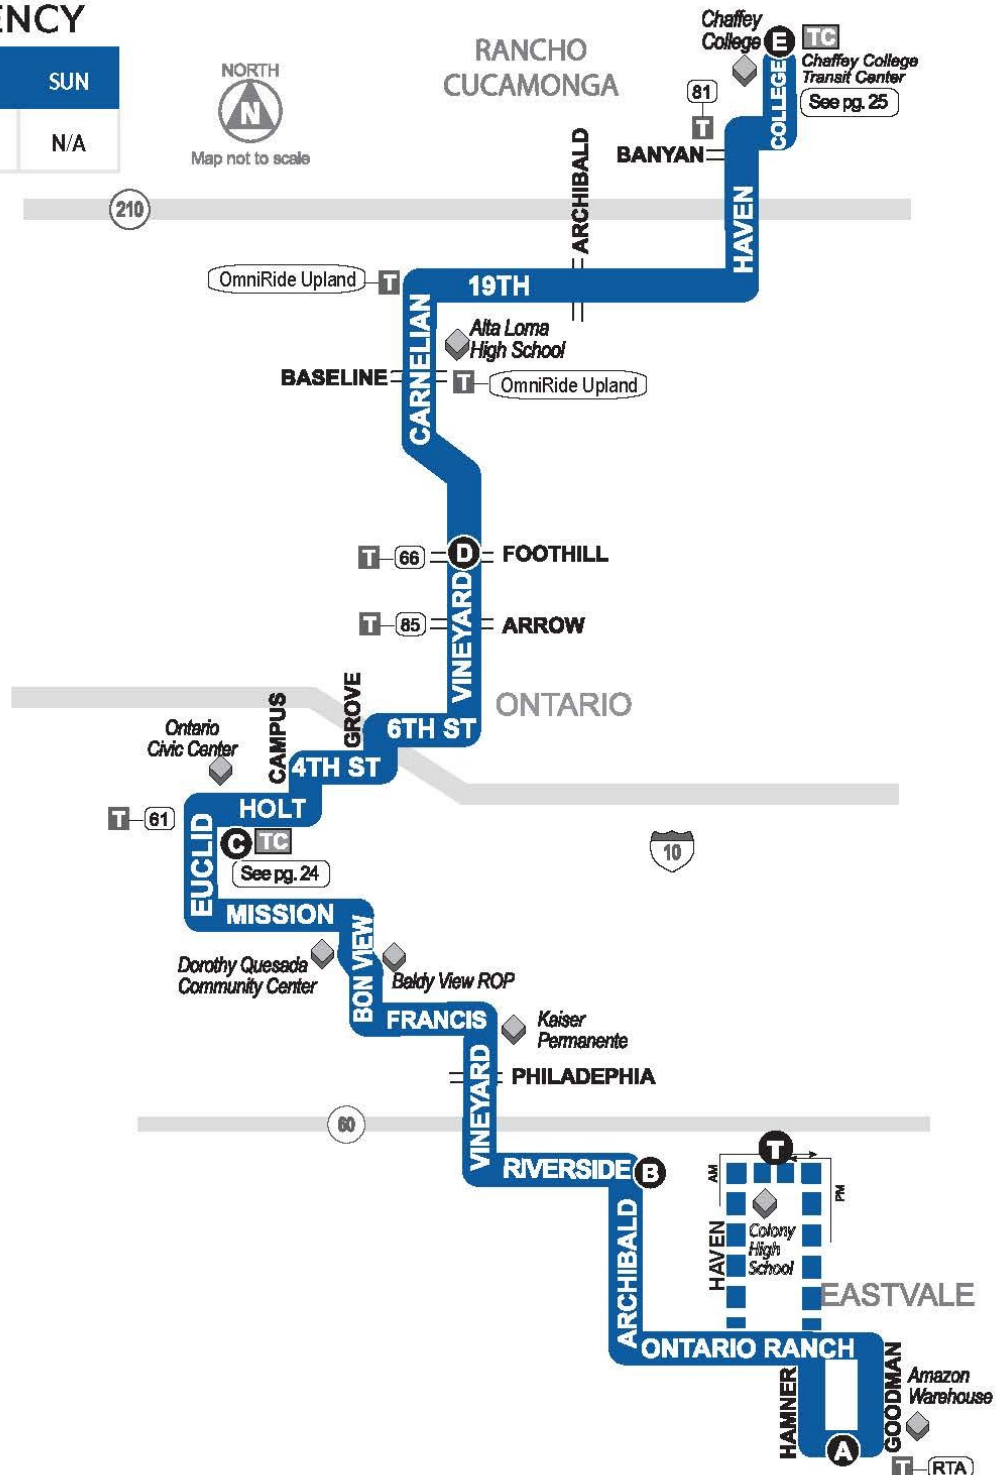 ENCY
SUN
N/A
NORTH
N
Map not to scale
RANCHO
CUCAMONGA
Chaffey
College
E
TC
Chaffey College
Transit Center
See pg. 25
COLLEGE
81
T
BANYAN
ARCHIBALD
HAVEN
210
OmniRide Upland
T
19TH
CARNELIAN
Alta Loma
High School
BASELINE
T
OmniRide Upland
T
66
D
FOOTHILL
T
85
ARROW
VINEYARD
ONTARIO
CAMPUS
GROVE
6TH ST
4TH ST
Ontario
Civic Center
HOLT
T
61
EUCLID
C
TC
See pg. 24
10
MISSION
BON VIEW
Dorothy Quesada
Community Center
Baldy View ROP
FRANCIS
Kaiser
Permanente
VINEYARD
PHILADEPHIA
60
RIVERSIDE
B
T
AM
PM
ARCHIBALD
HAVEN
Colony
High
School
EASTVALE
ONTARIO RANCH
HAMNER
GOODMAN
Amazon
Warehouse
A
T
RTA